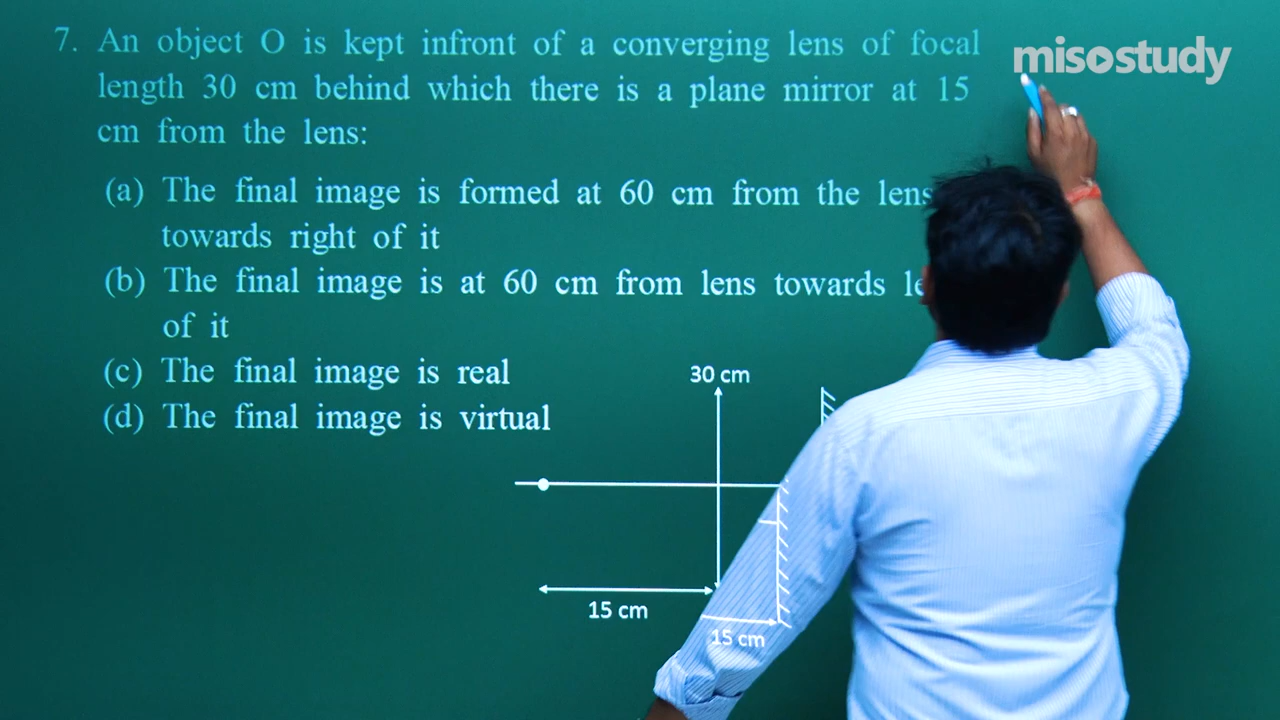 misostudy
7. An object O is kept infront of a converging lens of focal
length 30 cm behind which there is a plane mirror at 15
cm from the lens:
(a) The final image is formed at 60 cm from the lens
towards right of it
(b) The final image is at 60 cm from lens towards
of it
(c) The final image is real
(d) The final image is virtual
30 cm
15 cm
15 cm